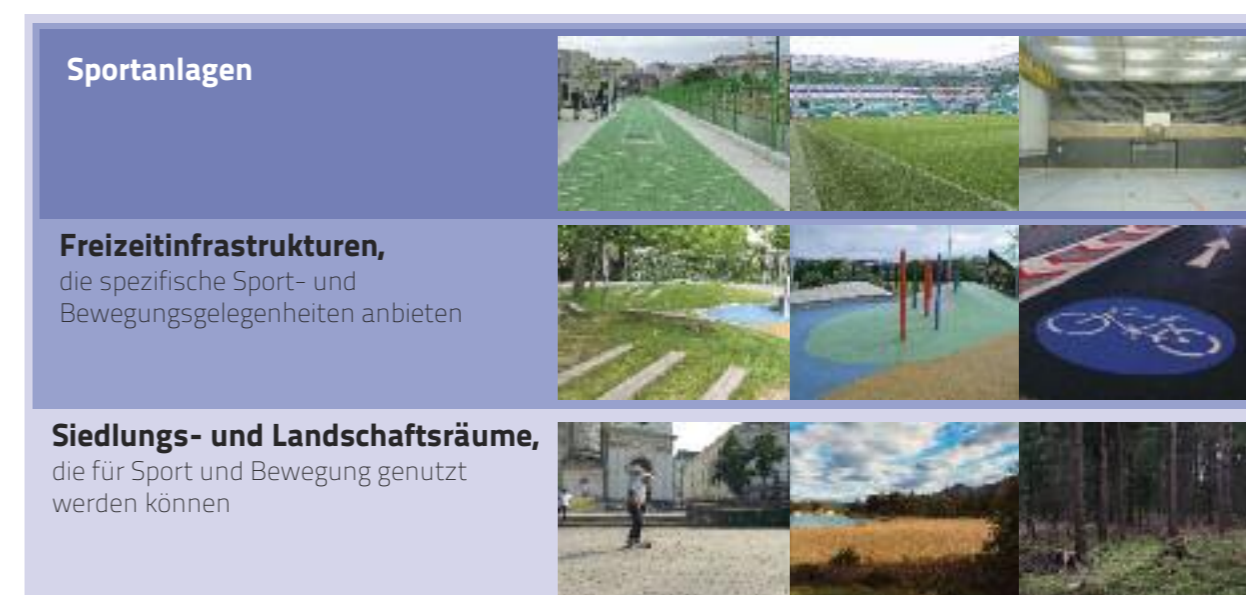 Sportanlagen
Freizeitinfrastrukturen,
die spezifische Sport- und
Bewegungsgelegenheiten anbieten
Siedlungs- und Landschaftsräume,
die für Sport und Bewegung genutzt
werden können